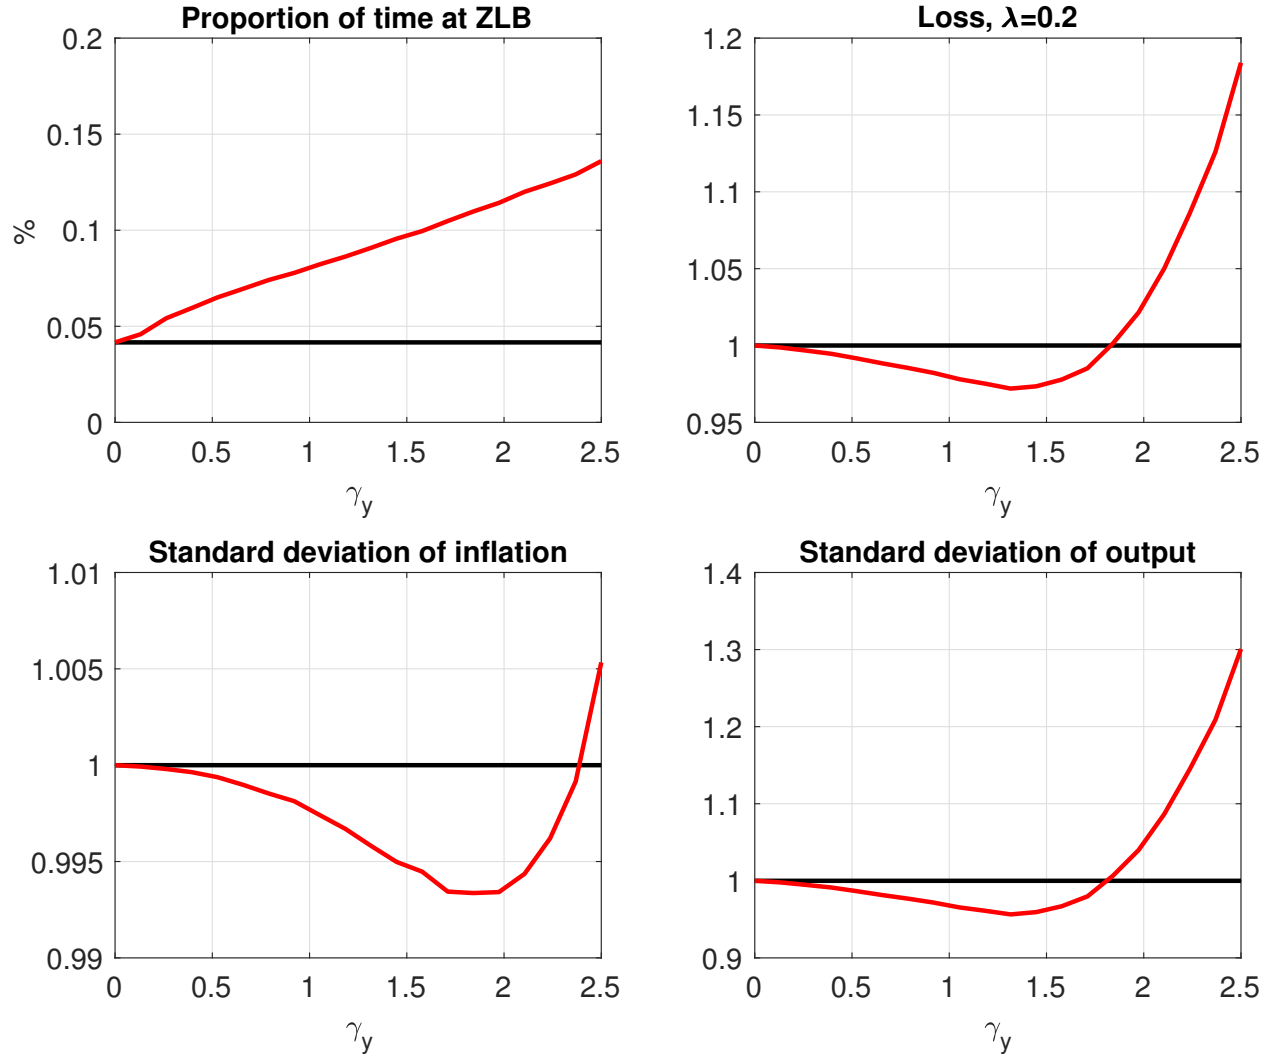 Proportion of time at ZLB
0.2
0.15
0.1
0.05
0
%
0 0.5 1 1.5 2 2.5
γy
Loss, λ=0.2
1.2
1.15
1.1
1.05
1
0.95
0 0.5 1 1.5 2 2.5
γy
Standard deviation of inflation
1.01
1.005
1
0.995
0.99
0 0.5 1 1.5 2 2.5
γy
Standard deviation of output
1.4
1.3
1.2
1.1
1
0.9
0 0.5 1 1.5 2 2.5
γy